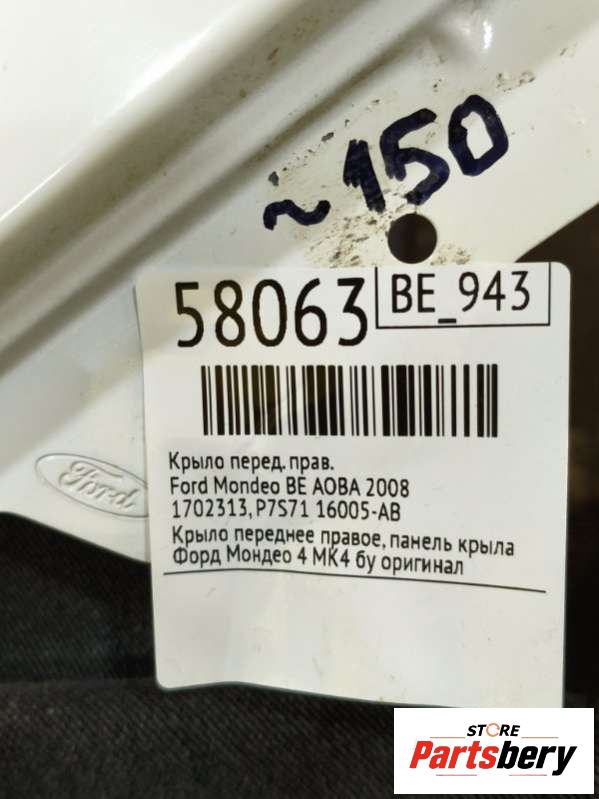 ~150
58063
BE_943
Крыло перед. прав.
Ford Mondeo BE AOBA 2008
1702313, P7S71 16005-AB
Крыло переднее правое, панель крыла
Форд Мондео 4 МК4 бу оригинал
Ford
STORE
Partsbery